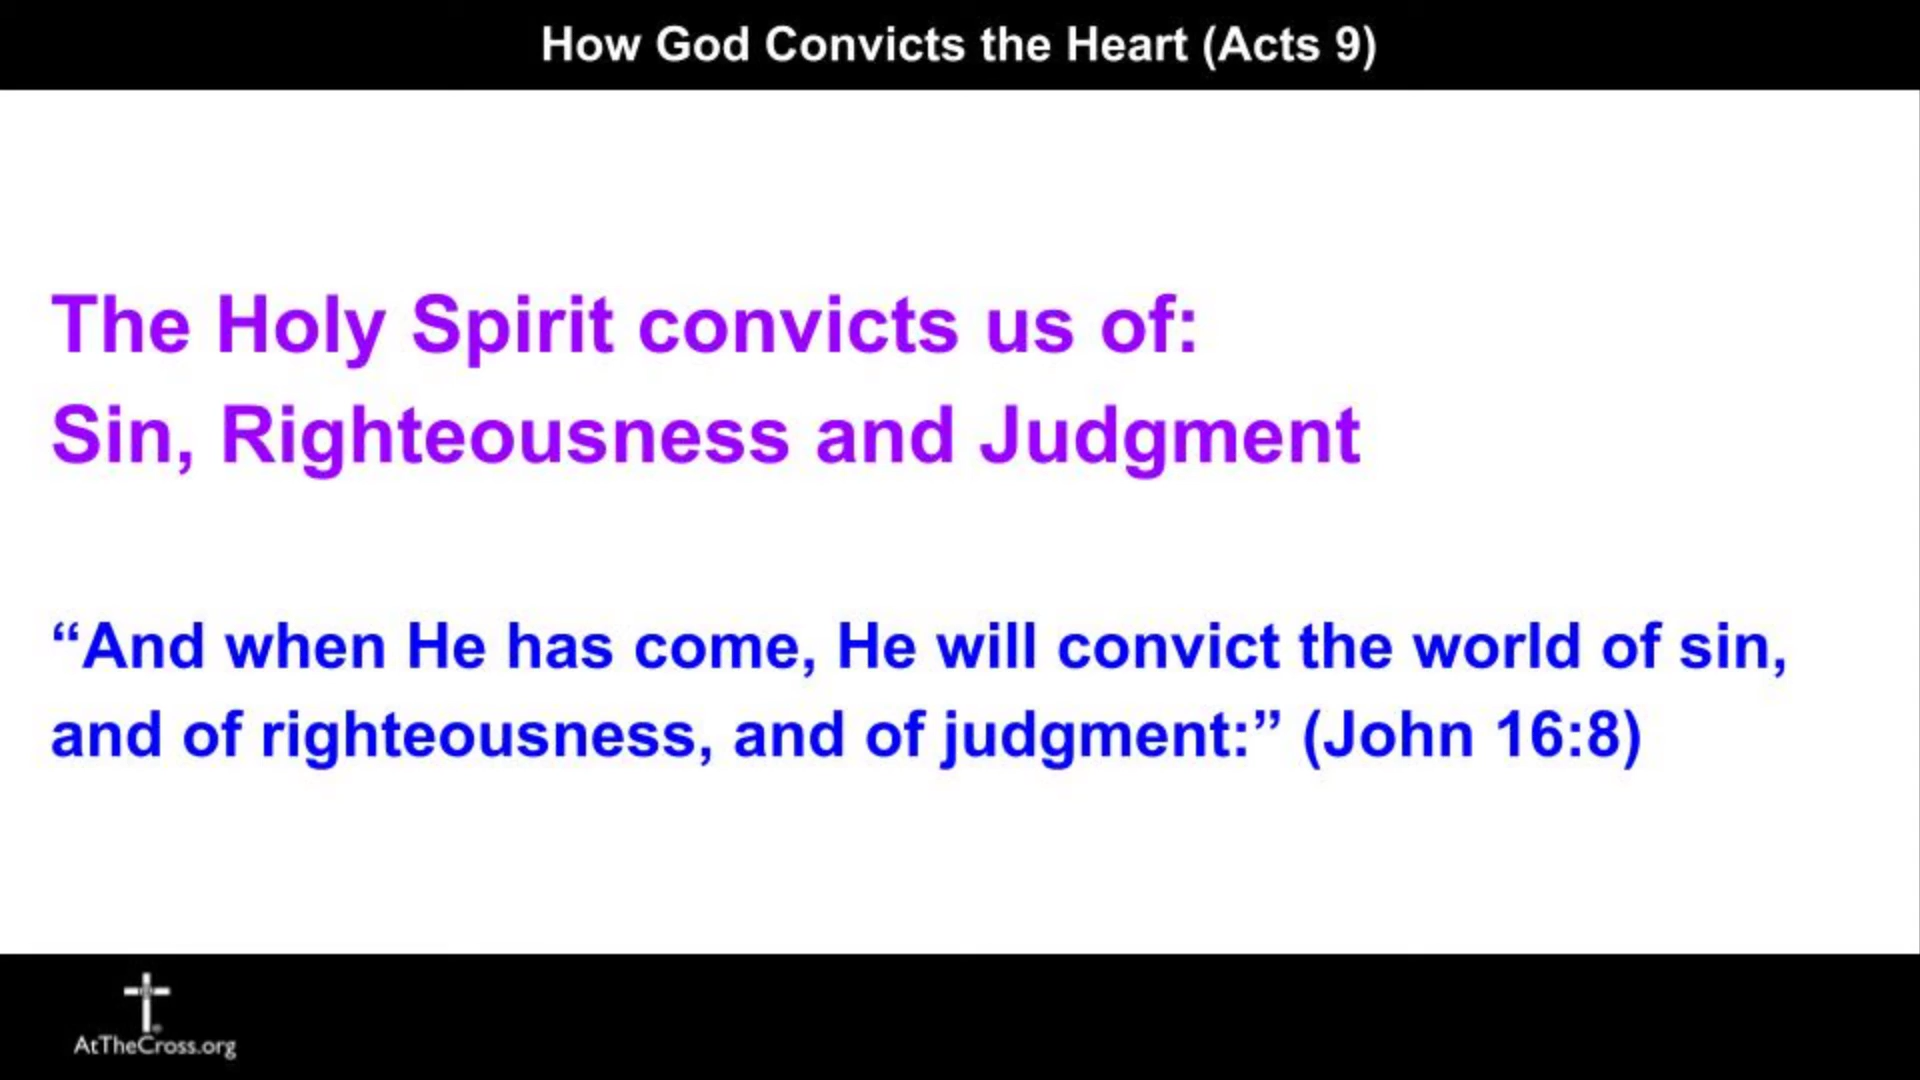 How God Convicts the Heart (Acts 9)
The Holy Spirit convicts us of:
Sin, Righteousness and Judgment
“And when He has come, He will convict the world of sin,
and of righteousness, and of judgment:” (John 16:8)
AtTheCross.org